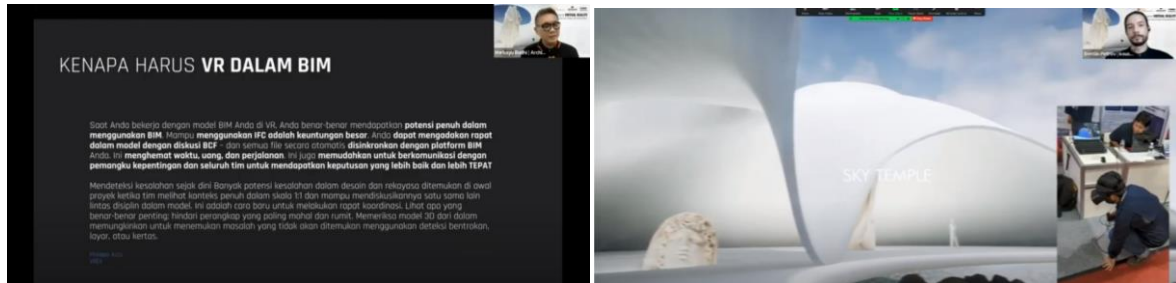 KENAPA HARUS VR DALAM BIM
Saat Anda bekerja dengan model BIM Anda di VR, Anda benar-benar mendapatkan potensi penuh dalam
menggunakan BIM. Mampu menggunakan IFC adalah keuntungan besar. Anda dapat mengadakan rapat
dalam model dengan diskusi BCF - dan semua file secara otomatis disinkronkan dengan platform BIM
Anda. Ini menghemat waktu, uang, dan perjalanan. Ini juga memudahkan untuk berkomunikasi dengan
pemangku kepentingan dan seluruh tim untuk mendapatkan keputusan yang lebih baik dan lebih TEPAT
Mendeteksi kesalahan sejak dini Banyak potensi kesalahan dalam desain dan rekayasa ditemukan di awal
proyek ketika tim melihat konteks penuh dalam skala 1:1 dan mampu mendiskusikannya satu sama lain
lintas disiplin dalam model. Ini adalah cara baru untuk melakukan rapat koordinasi. Lihat apa yang
benar-benar penting: hindari perangkap yang paling mahal dan rumit. Memeriksa model 3D dari dalam
memungkinkan untuk menemukan masalah yang tidak akan ditemukan menggunakan deteksi bentrokan,
layar, atau kertas.
SKY TEMPLE